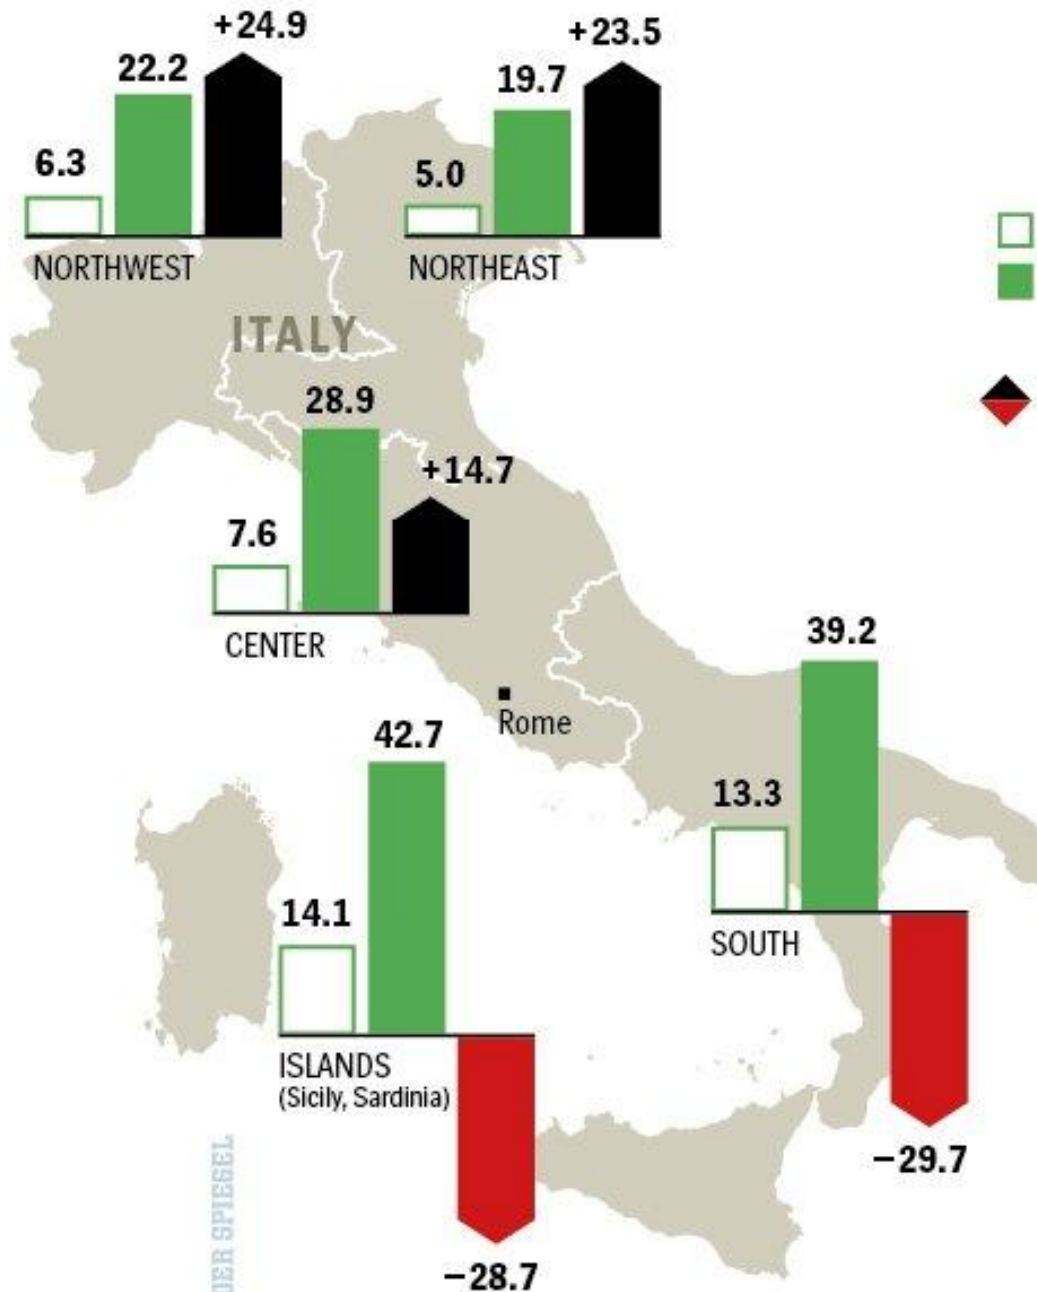 +24.9
22.2
6.3
NORTHWEST
+23.5
19.7
5.0
NORTHEAST
ITALY
28.9
+14.7
7.6
CENTER
39.2
13.3
SOUTH
−29.7
Rome
42.7
14.1
ISLANDS
(Sicily, Sardinia)
−28.7
DER SPIEGEL